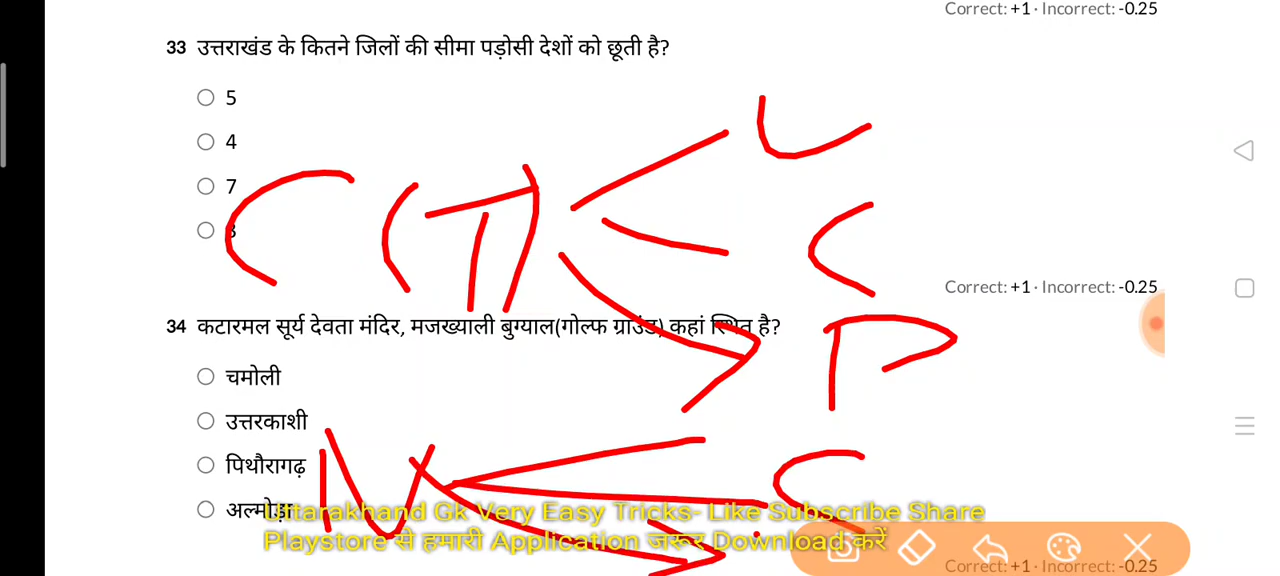 Correct: +1 · Incorrect: -0.25
33 उत्तराखंड के कितने जिलों की सीमा पड़ोसी देशों को छूती है?
5
4
7
C (T) L
C
Correct: +1 · Incorrect: -0.25
34 कटारमल सूर्य देवता मंदिर, मजख्याली बुग्याल(गोल्फ ग्राउंड) कहां स्थित है?
P
चमोली
उत्तरकाशी
पिथौरागढ़
N C
अल्मोड़ा
Uttarakhand Gk Very Easy Tricks- Like Subscribe Share
Playstore से हमारी Application जरूर Download करें
Correct: +1 · Incorrect: -0.25